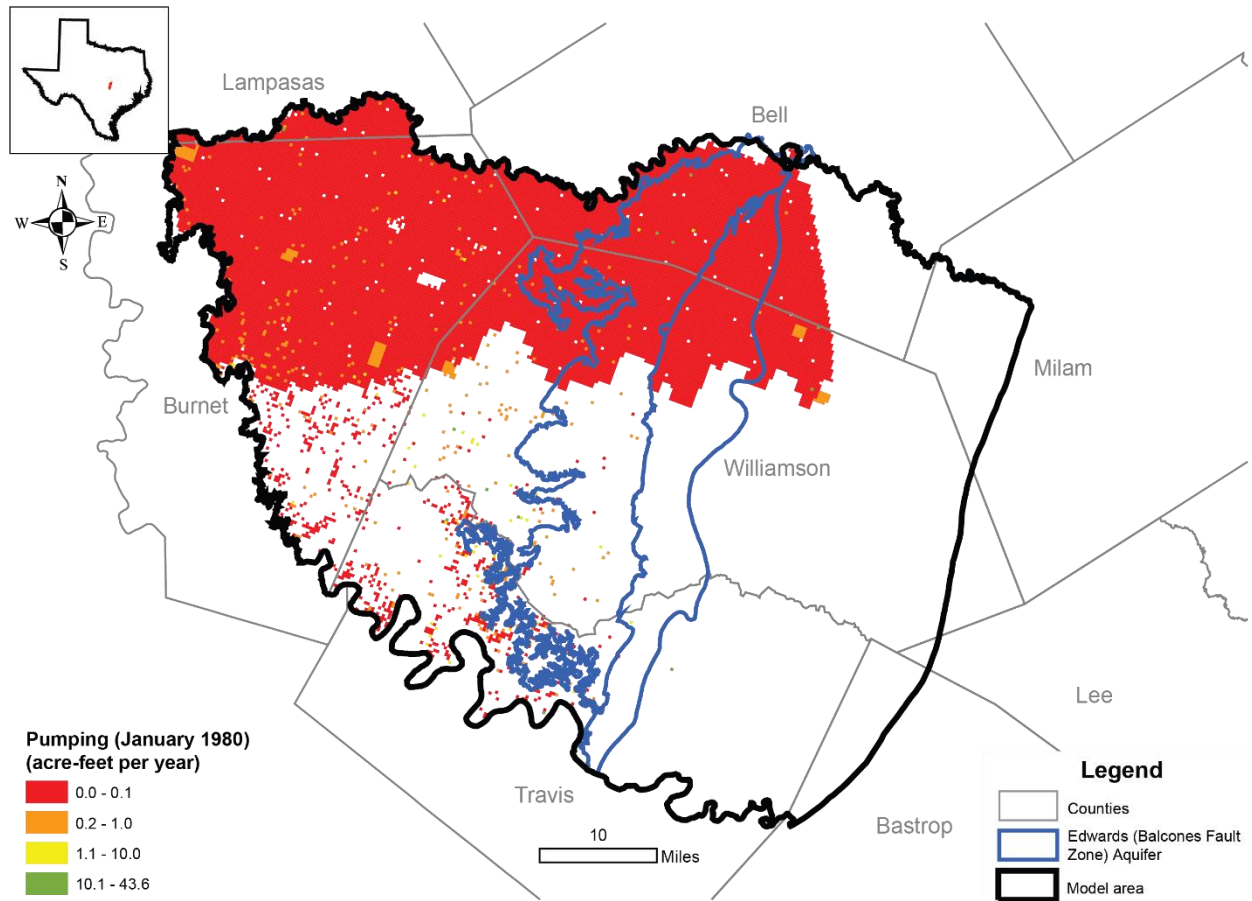 Lampasas
Bell
N
W
E
S
Milam
Burnet
Williamson
Lee
Travis
Bastrop
Pumping (January 1980)
(acre-feet per year)
0.0 - 0.1
0.2 - 1.0
1.1 - 10.0
10.1 - 43.6
10
Miles
Legend
Counties
Edwards (Balcones Fault
Zone) Aquifer
Model area